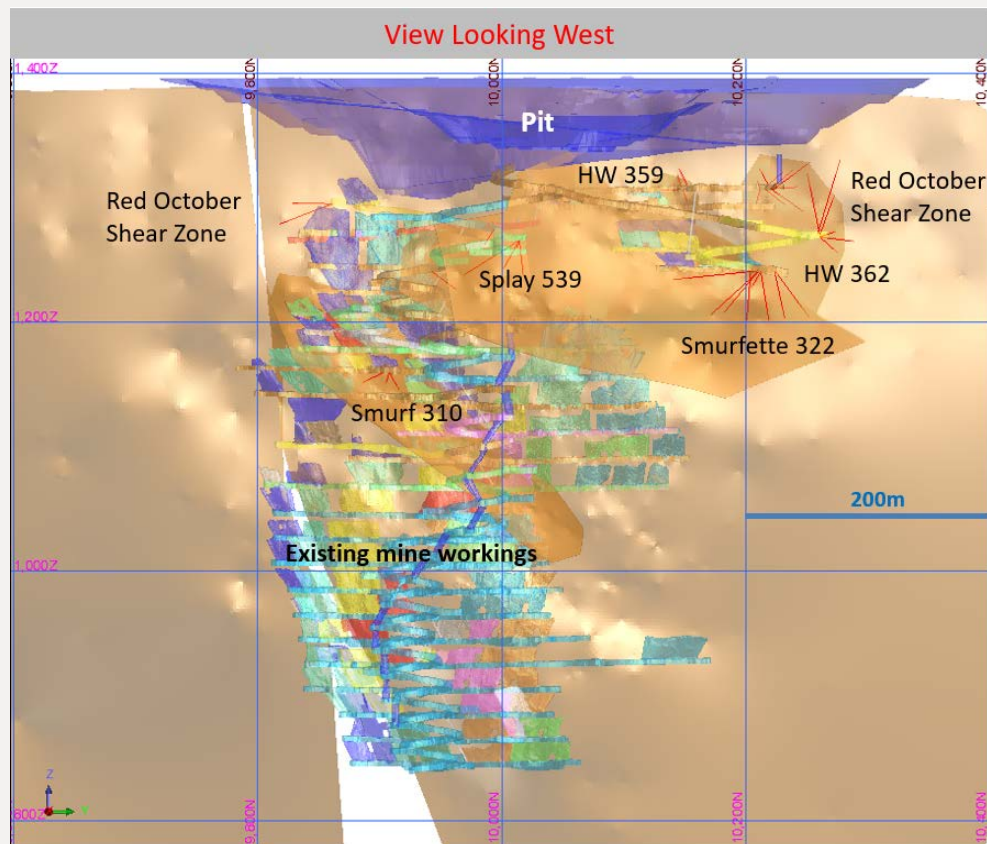 View Looking West
1,400Z
9,800N
10,000N
10,200N
10,400N
Pit
HW 359
Red October
Shear Zone
Red October
Shear Zone
Splay 539
HW 362
1,200Z
Smurfette 322
Smurf 310
200m
Existing mine workings
1,000Z
Z
Y
800Z
9,800N
10,000N
10,200N
10,400N